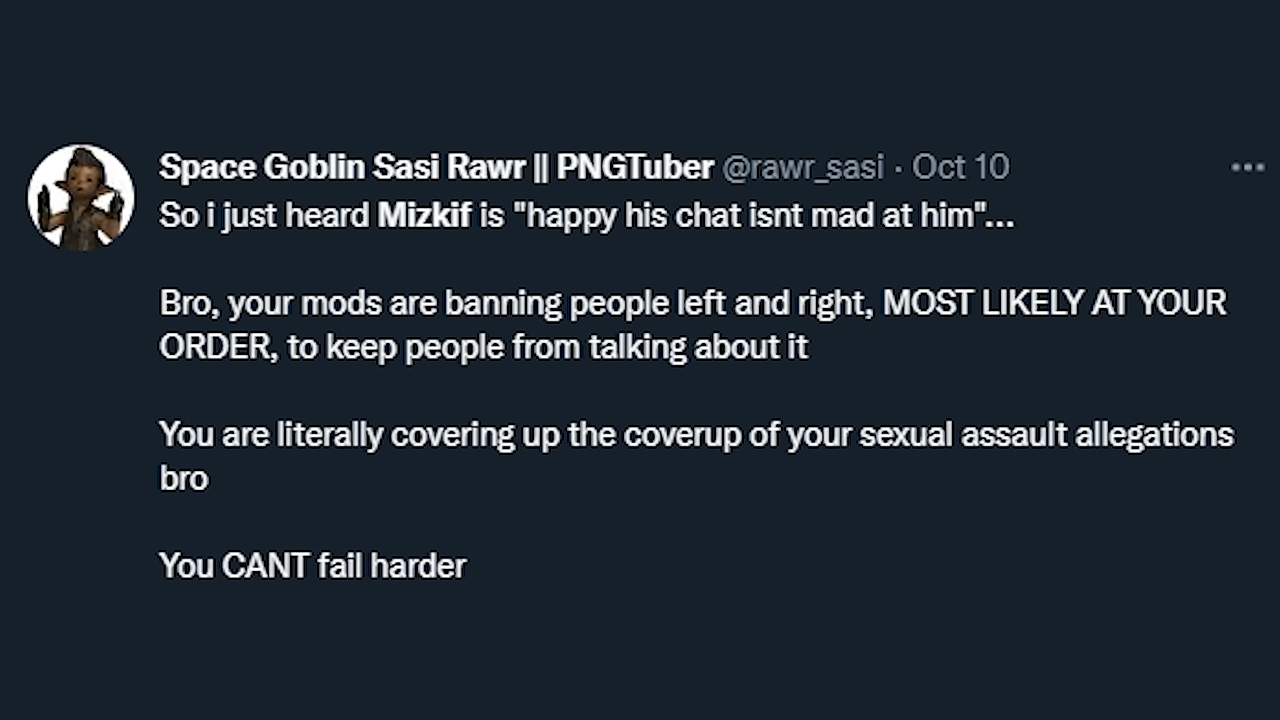 Space Goblin Sasi Rawr || PNGTuber @rawr_sasi · Oct 10
So i just heard Mizkif is "happy his chat isnt mad at him"...
Bro, your mods are banning people left and right, MOST LIKELY AT YOUR
ORDER, to keep people from talking about it
You are literally covering up the coverup of your sexual assault allegations
bro
You CANT fail harder